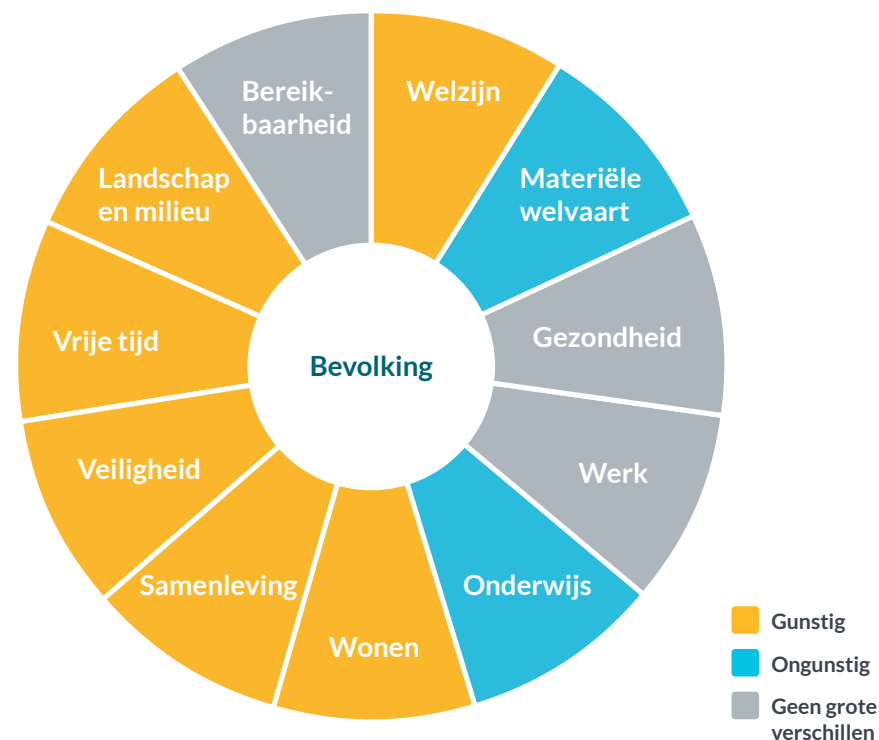 Bereik-
baarheid
Welzijn
Materiële
welvaart
Gezondheid
Werk
Onderwijs
Wonen
Samenleving
Veiligheid
Vrije tijd
Landschap
en milieu
Bevolking
Gunstig
Ongunstig
Geen grote
verschillen